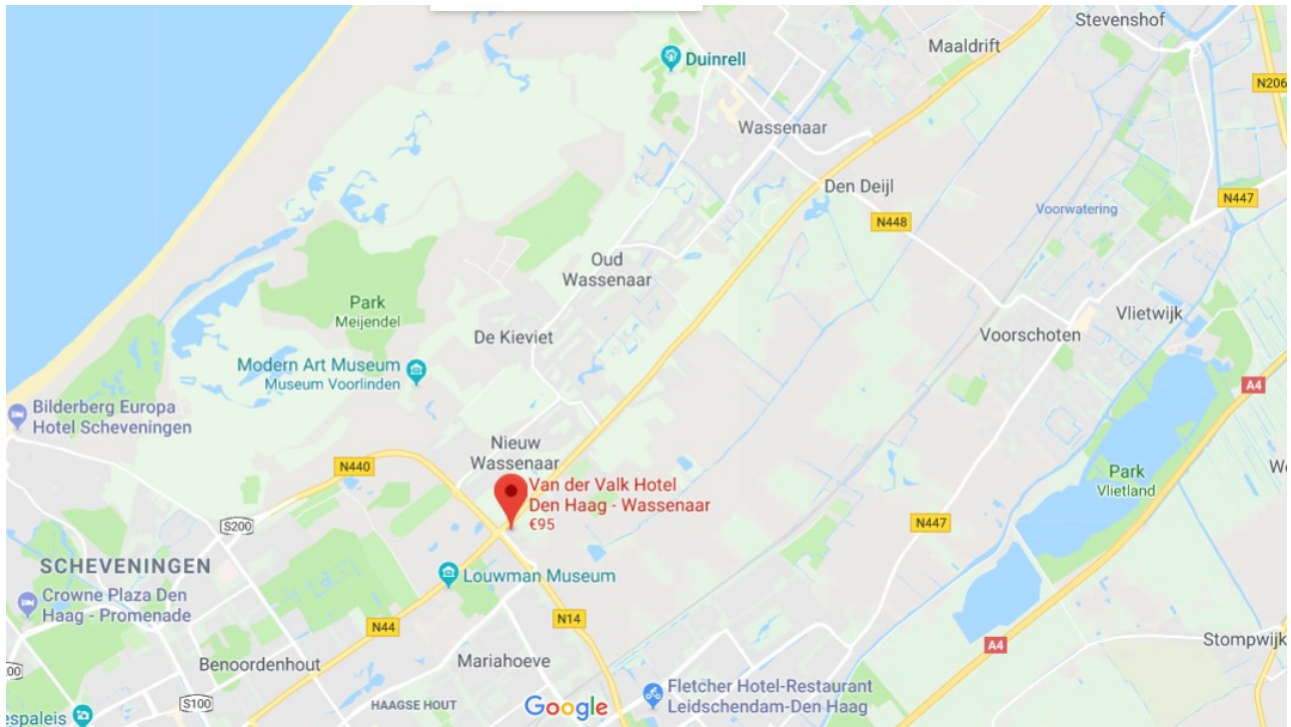 Stevenshof
Maaldrift
Duinrell
N206
Wassenaar
Den Deijl
N447
Voorwatering
N448
Oud
Wassenaar
Park
Meijendel
Vlietwijk
De Kieviet
Voorschoten
Modern Art Museum
Museum Voorlinden
A4
Bilderberg Europa
Hotel Scheveningen
Nieuw
Wassenaar
N440
Park
Vlietland
Van der Valk Hotel
Den Haag - Wassenaar
€95
S200
N447
SCHEVENINGEN
Louwman Museum
Crowne Plaza Den
Haag - Promenade
N14
N44
Stompwijk
A4
Benoordenhout
Mariahoeve
Fletcher Hotel-Restaurant
Leidschendam-Den Haag
S100
HAAGSE HOUT
Google
espaleis